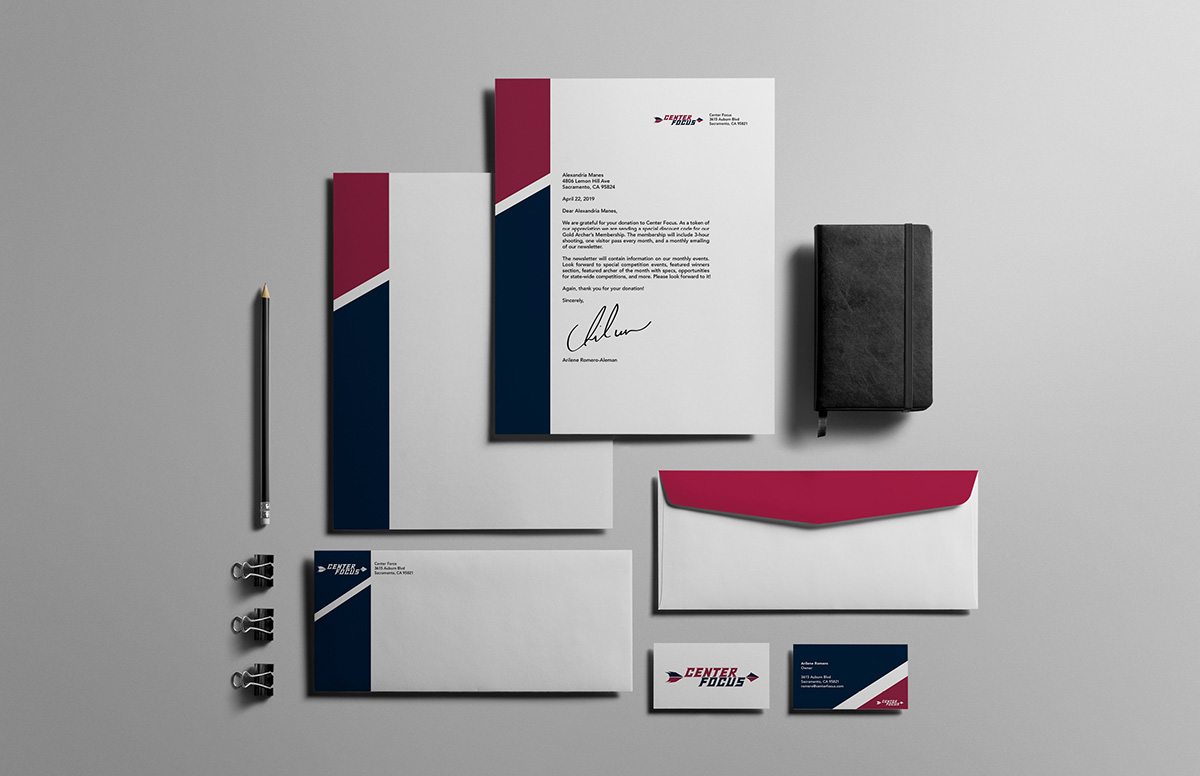 CENTER
FOCUS
Center Focus
3615 Auburn Blvd
Sacramento, CA 95821
Alexandria Manes
4806 Lemon Hill Ave
Sacramento, CA 95824
April 22, 2019
Dear Alexandria Manes,
We are grateful for your donation to Center Focus. As a token of
our appreciation we are sending a special discount code for our
Gold Archer's Membership. The membership will include 3-hour
shooting, one visitor pass every month, and a monthly emailing
of our newsletter.
The newsletter will contain information on our monthly events.
Look forward to special competition events, featured winners
section, featured archer of the month with specs, opportunities
for state-wide competitions, and more. Please look forward to it!
Again, thank you for your donation!
Sincerely,
Arilene Romero-Aleman
CENTER
FOCUS
Center Focus
3615 Auburn Blvd
Sacramento, CA 95821
CENTER
FOCUS
Arilene Romero
Owner
3615 Auburn Blvd
Sacramento, CA 95821
romero@centerfocus.com
CENTER
FOCUS